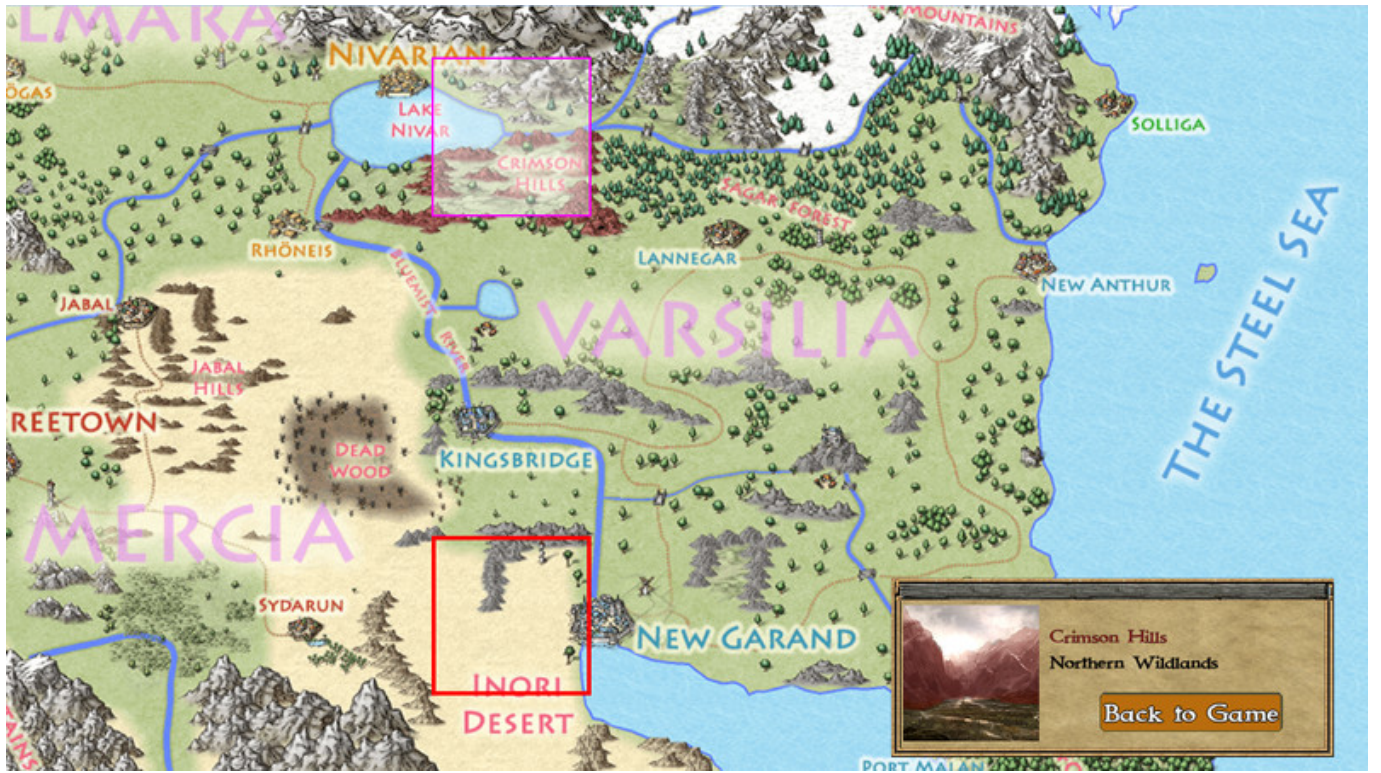 LMARA
MOUNTAINS
NIVARIAN
ÖGAS
LAKE
NIVAR
SOLLIGA
CRIMSON
HILLS
SAGAR FOREST
RHÖNEIS
LANNEGAR
BLUEMIST RIVER
NEW ANTHUR
THE STEEL SEA
JABAL
VARSILIA
JABAL
HILLS
REETOWN
DEAD
WOOD
KINGSBRIDGE
MERCIA
SYDARUN
NEW GARAND
INORI
DESERT
TAINS
Crimson Hills
Northern Wildlands
Back to Game
PORT MALAN